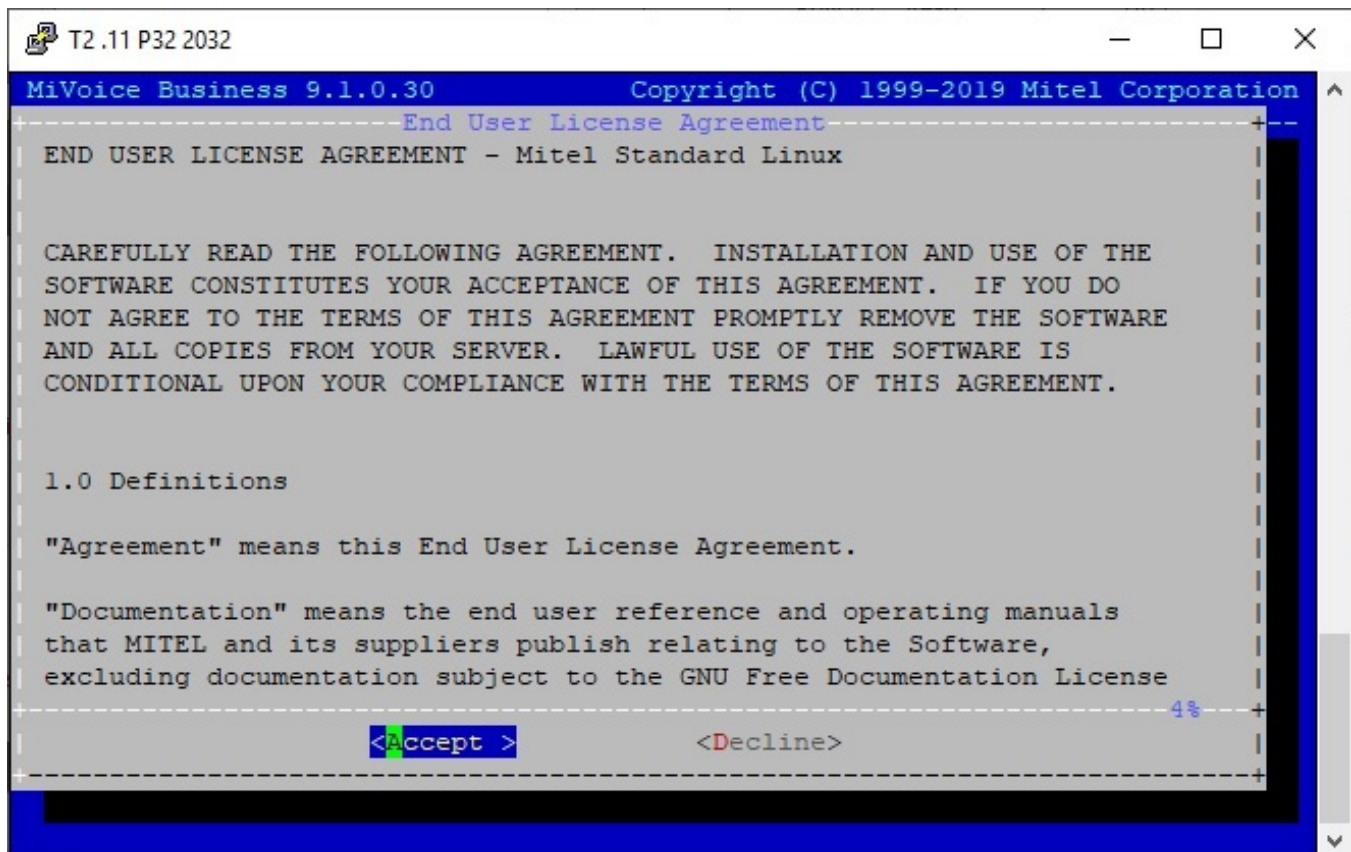 T2 .11 P32 2032
MiVoice Business 9.1.0.30 Copyright (C) 1999-2019 Mitel Corporation
End User License Agreement
END USER LICENSE AGREEMENT - Mitel Standard Linux
CAREFULLY READ THE FOLLOWING AGREEMENT.  INSTALLATION AND USE OF THE
SOFTWARE CONSTITUTES YOUR ACCEPTANCE OF THIS AGREEMENT.  IF YOU DO
NOT AGREE TO THE TERMS OF THIS AGREEMENT PROMPTLY REMOVE THE SOFTWARE
AND ALL COPIES FROM YOUR SERVER.  LAWFUL USE OF THE SOFTWARE IS
CONDITIONAL UPON YOUR COMPLIANCE WITH THE TERMS OF THIS AGREEMENT.
1.0 Definitions
"Agreement" means this End User License Agreement.
"Documentation" means the end user reference and operating manuals
that MITEL and its suppliers publish relating to the Software,
excluding documentation subject to the GNU Free Documentation License
4%
<Accept > <Decline>